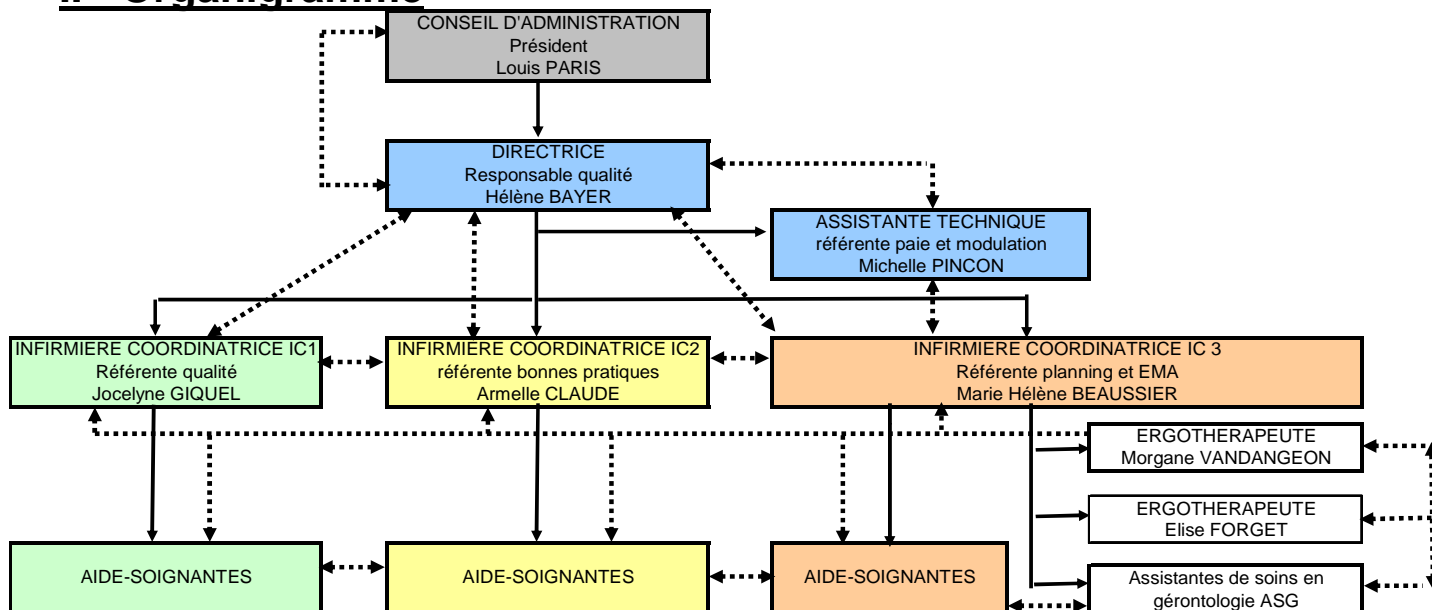 Organigramme
CONSEIL D'ADMINISTRATION
Président
Louis PARIS
DIRECTRICE
Responsable qualité
Hélène BAYER
ASSISTANTE TECHNIQUE
référente paie et modulation
Michelle PINCON
INFIRMIERE COORDINATRICE IC1
Référente qualité
Jocelyne GIQUEL
INFIRMIERE COORDINATRICE IC2
référente bonnes pratiques
Armelle CLAUDE
INFIRMIERE COORDINATRICE IC 3
Référente planning et EMA
Marie Hélène BEAUSSIER
ERGOTHERAPEUTE
Morgane VANDANGEON
ERGOTHERAPEUTE
Elise FORGET
AIDE-SOIGNANTES
AIDE-SOIGNANTES
AIDE-SOIGNANTES
Assistantes de soins en
gérontologie ASG